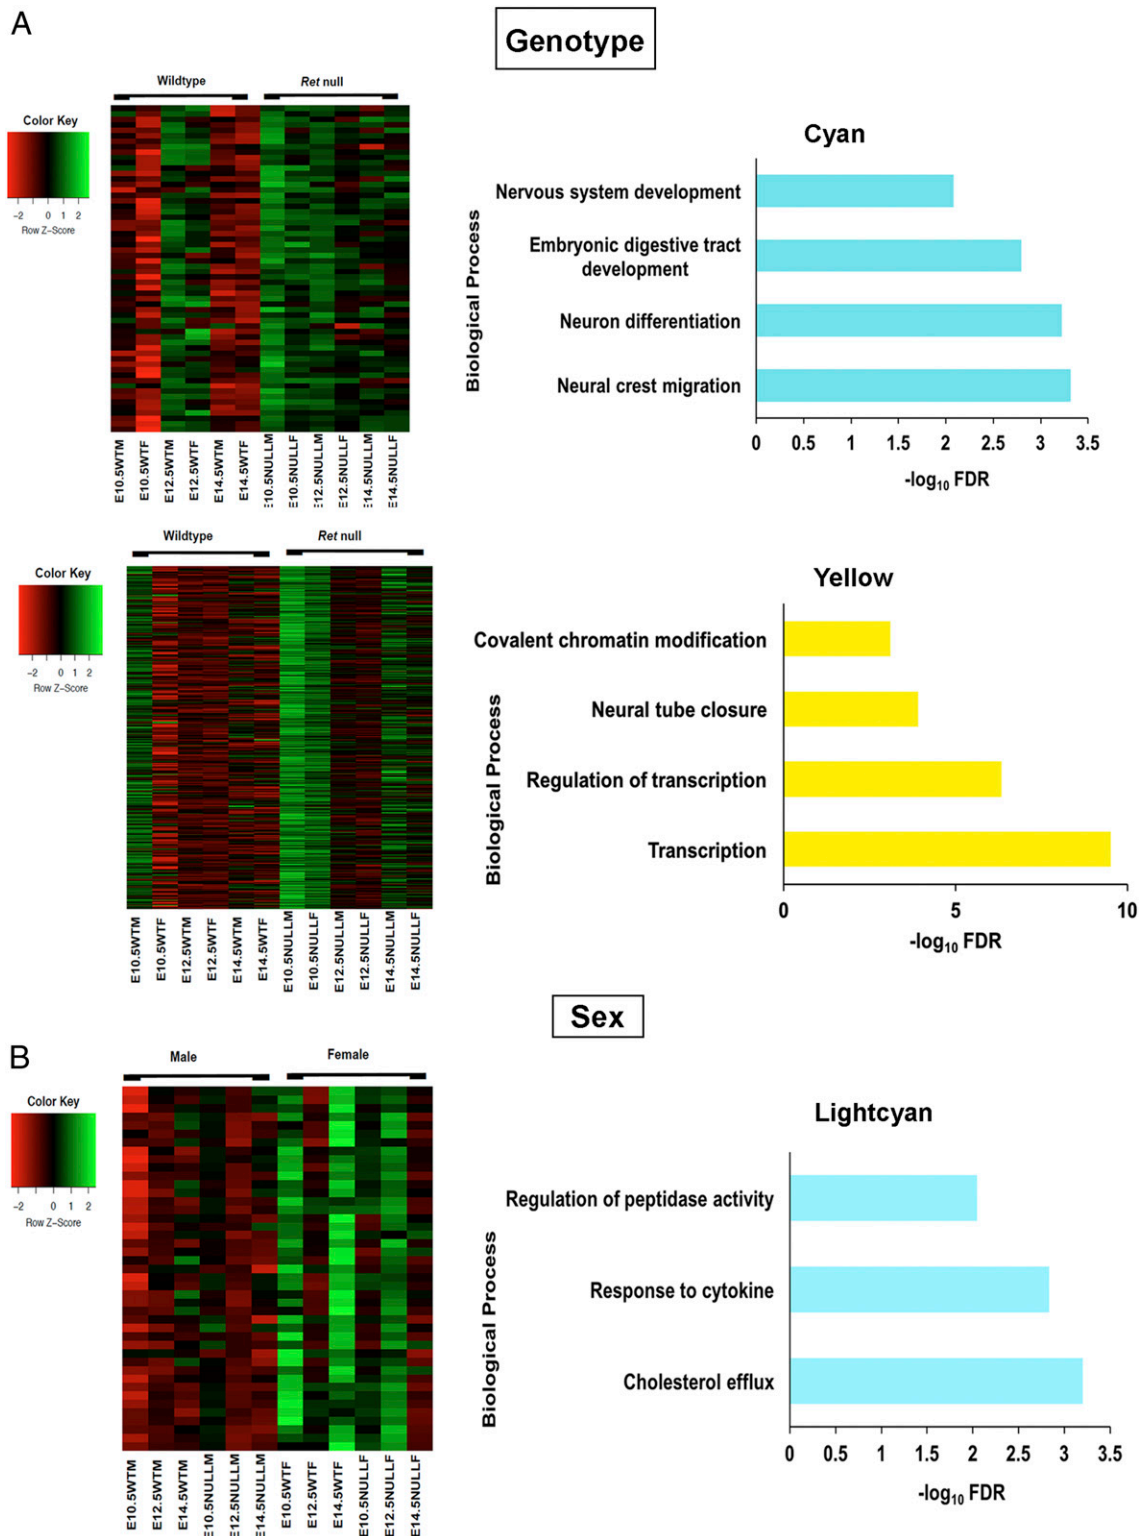 A
Genotype
Wildtype
Ret null
Color Key
−2 0 1 2
Row Z-Score
E10.5WTM
E10.5WTF
E12.5WTM
E12.5WTF
E14.5WTM
E14.5WTF
E10.5NULLM
E10.5NULLF
E12.5NULLM
E12.5NULLF
E14.5NULLM
E14.5NULLF
Cyan
Biological Process
Nervous system development
Embryonic digestive tract
development
Neuron differentiation
Neural crest migration
0 0.5 1 1.5 2 2.5 3 3.5
-log10 FDR
Wildtype
Ret null
Color Key
−2 0 1 2
Row Z-Score
E10.5WTM
E10.5WTF
E12.5WTM
E12.5WTF
E14.5WTM
E14.5WTF
E10.5NULLM
E10.5NULLF
E12.5NULLM
E12.5NULLF
E14.5NULLM
E14.5NULLF
Yellow
Biological Process
Covalent chromatin modification
Neural tube closure
Regulation of transcription
Transcription
0 5 10
-log10 FDR
Sex
B
Male
Female
Color Key
−2 0 1 2
Row Z-Score
E10.5WTM
E12.5WTM
E14.5WTM
E10.5NULLM
E12.5NULLM
E14.5NULLM
E10.5WTF
E12.5WTF
E14.5WTF
E10.5NULLF
E12.5NULLF
E14.5NULLF
Lightcyan
Biological Process
Regulation of peptidase activity
Response to cytokine
Cholesterol efflux
0 0.5 1 1.5 2 2.5 3 3.5
-log10 FDR